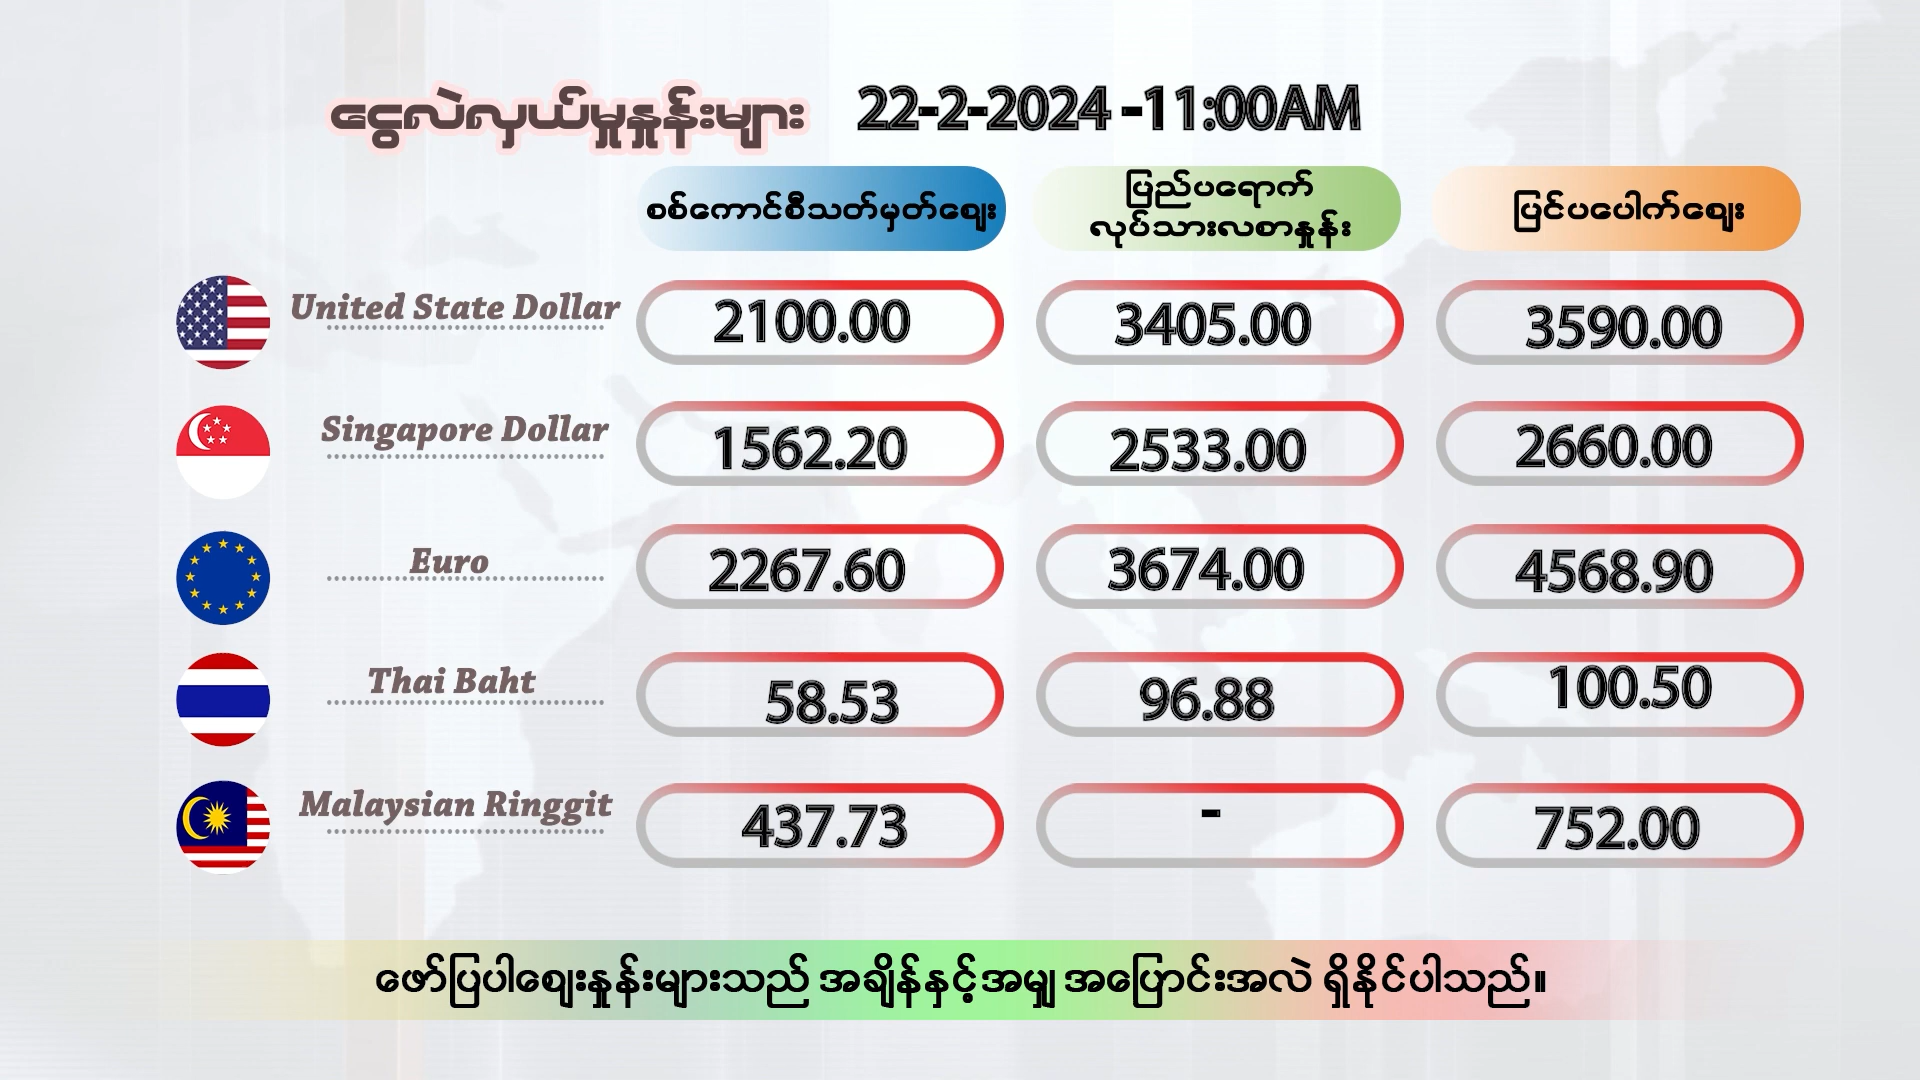 ငွေလဲလှယ်မှုနှုန်းများ 22-2-2024 -11:00AM
စစ်ကောင်စီသတ်မှတ်ဈေး
ပြည်ပရောက်
လုပ်သားလစာနှုန်း
ပြင်ပပေါက်ဈေး
United State Dollar 2100.00 3405.00 3590.00
Singapore Dollar 1562.20 2533.00 2660.00
Euro 2267.60 3674.00 4568.90
Thai Baht 58.53 96.88 100.50
Malaysian Ringgit 437.73 - 752.00
ဖော်ပြပါဈေးနှုန်းများသည် အချိန်နှင့်အမျှ အပြောင်းအလဲ ရှိနိုင်ပါသည်။